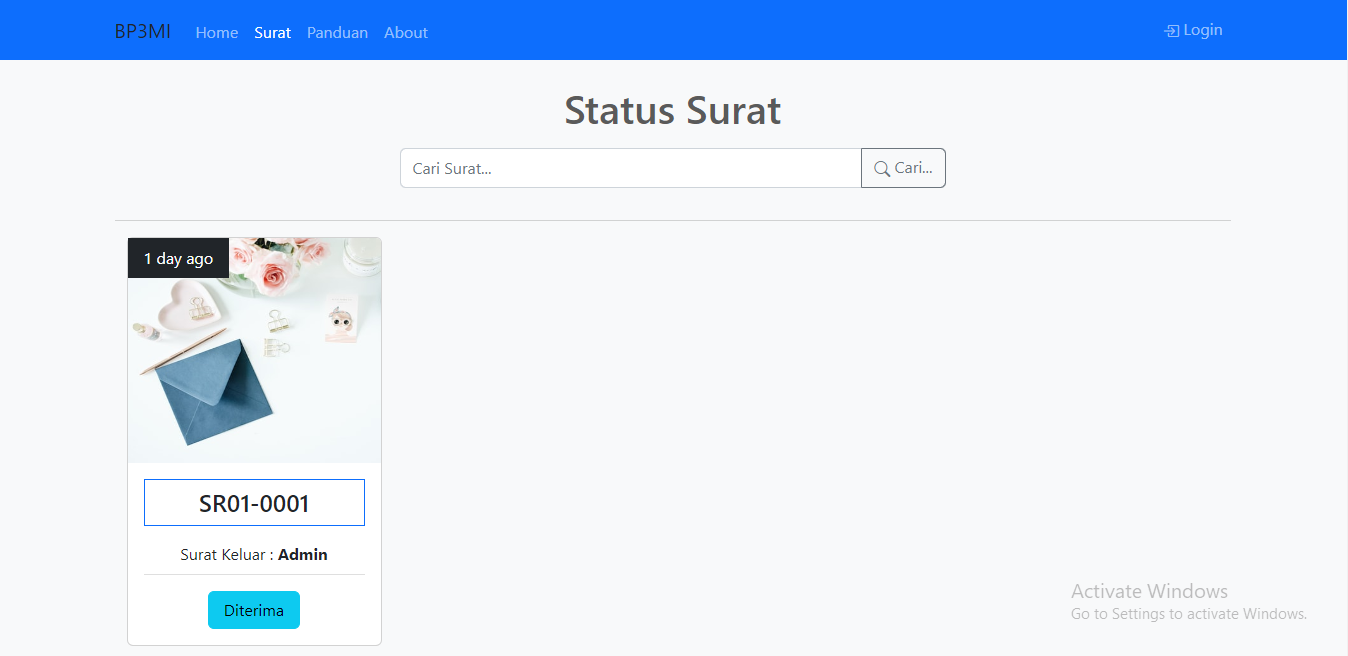 BP3MI Home Surat Panduan About Login
Status Surat
Cari Surat... Cari...
1 day ago
SR01-0001
Surat Keluar : Admin
Diterima
Activate Windows
Go to Settings to activate Windows.